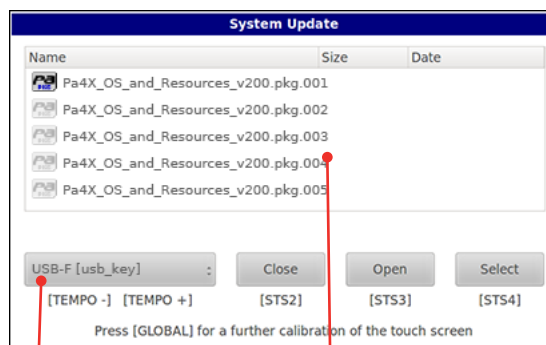 System Update
Name Size Date
Pa4X_OS_and_Resources_v200.pkg.001
Pa4X_OS_and_Resources_v200.pkg.002
Pa4X_OS_and_Resources_v200.pkg.003
Pa4X_OS_and_Resources_v200.pkg.004
Pa4X_OS_and_Resources_v200.pkg.005
USB-F [usb_key] : Close Open Select
[TEMPO -] [TEMPO +] [STS2] [STS3] [STS4]
Press [GLOBAL] for a further calibration of the touch screen